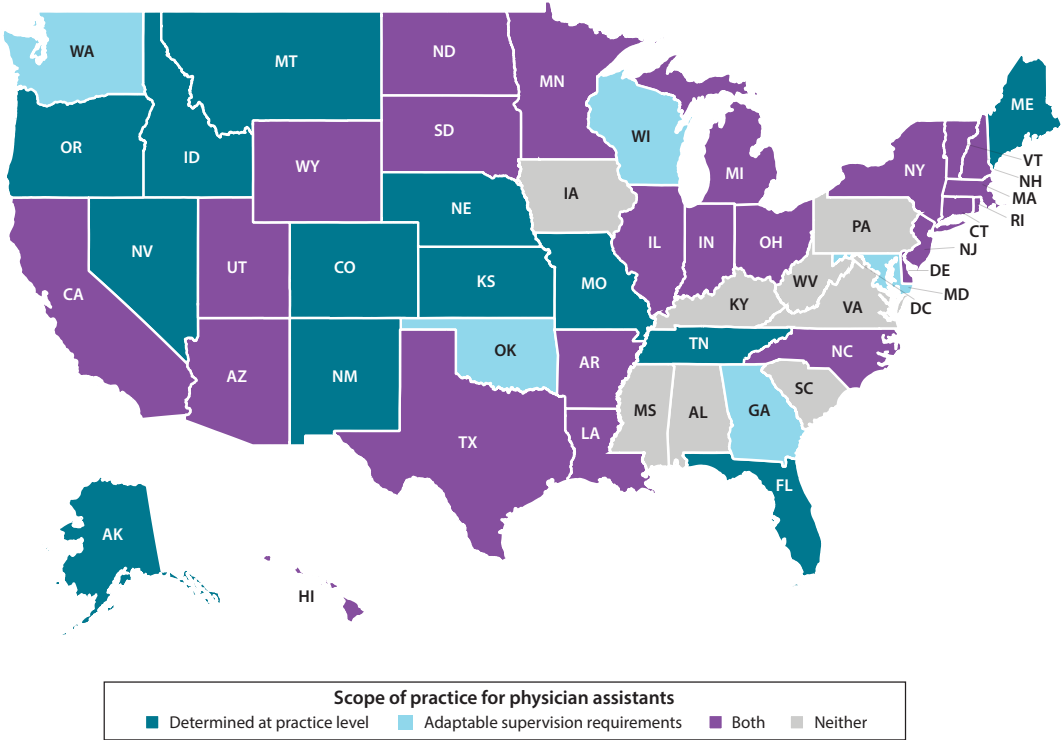 WA
MT
ND
MN
ME
OR
ID
SD
WI
WY
MI
NY
VT
NH
MA
RI
CT
IA
NE
PA
NJ
NV
UT
CO
IL
IN
OH
DE
MD
DC
CA
KS
MO
WV
KY
VA
TN
NC
OK
AR
AZ
NM
SC
MS
AL
GA
TX
LA
FL
AK
HI
Scope of practice for physician assistants
Determined at practice level Adaptable supervision requirements Both Neither